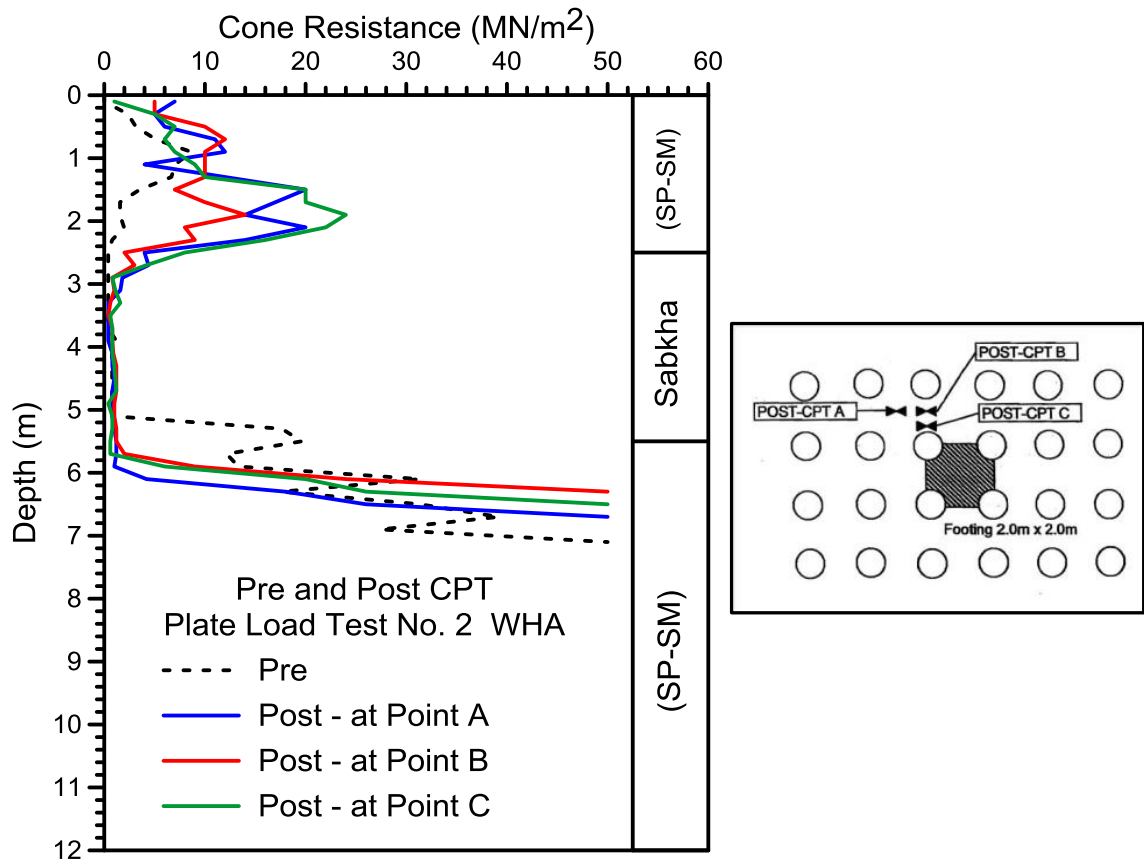 Cone Resistance (MN/m2)
0 10 20 30 40 50 60
Depth (m)
0
1
2
3
4
5
6
7
8
9
10
11
12
(SP-SM)
Sabkha
(SP-SM)
Pre and Post CPT
Plate Load Test No. 2 WHA
Pre
Post - at Point A
Post - at Point B
Post - at Point C
POST-CPT B
POST-CPT A
POST-CPT C
Footing 2.0m x 2.0m